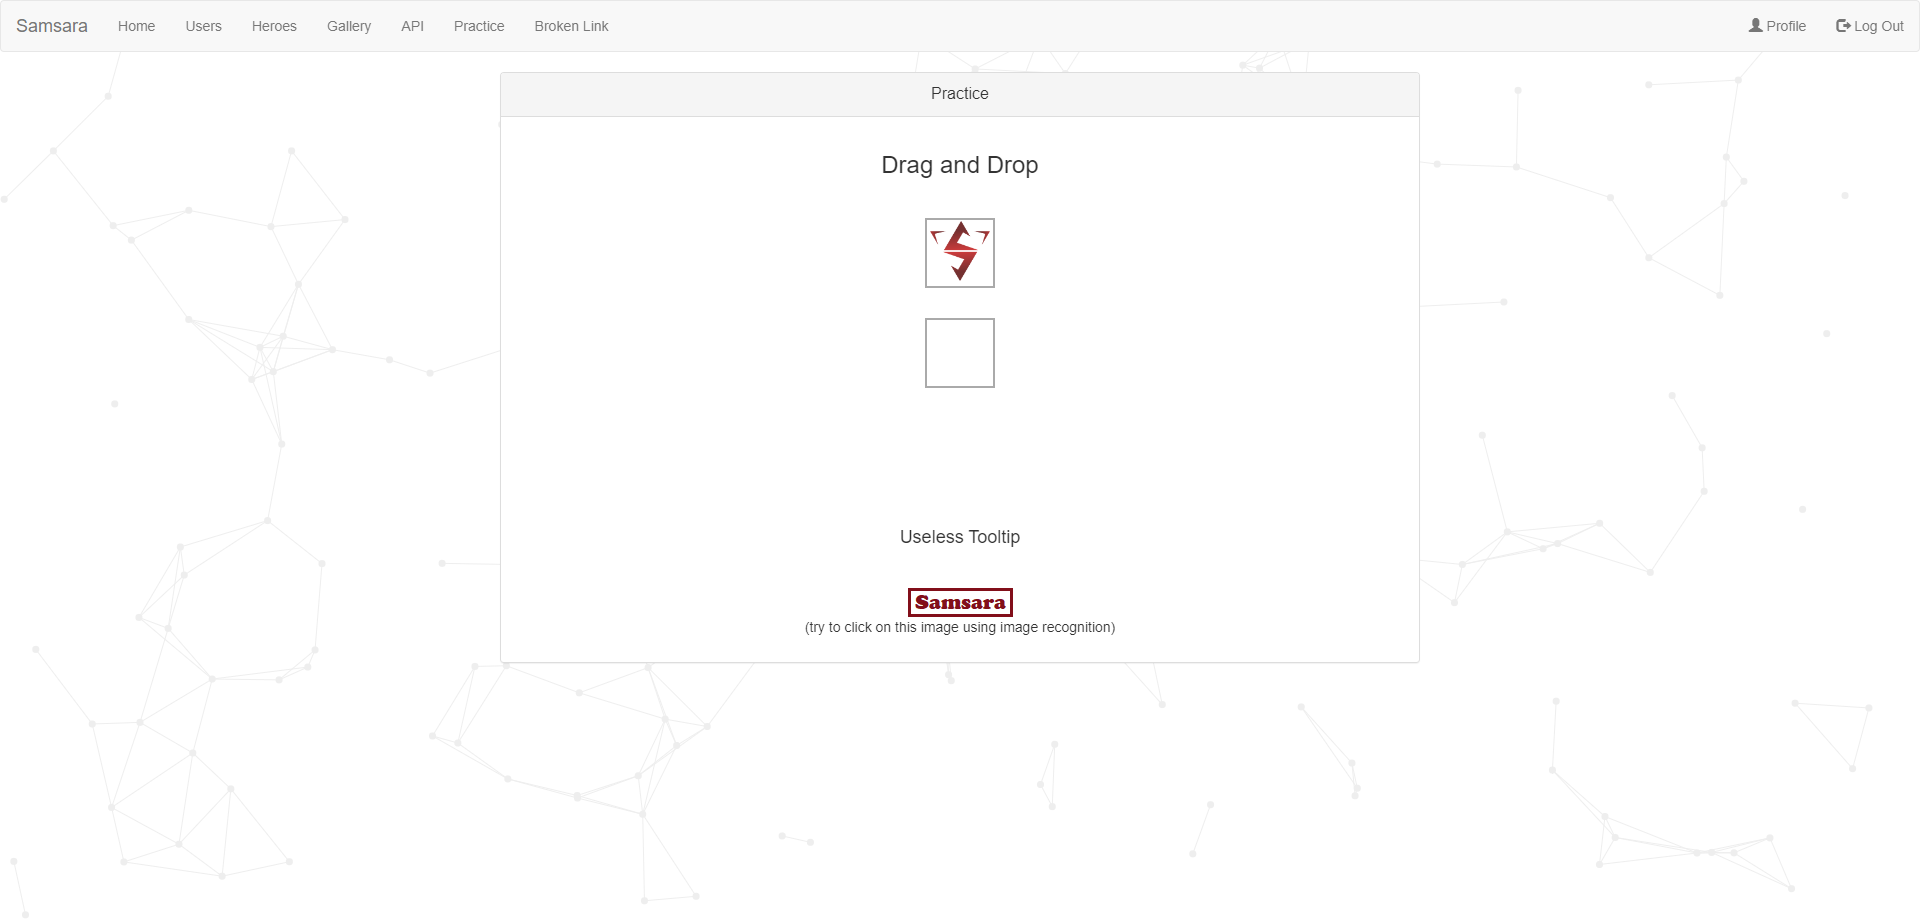 Samsara Home Users Heroes Gallery API Practice Broken Link Profile Log Out
Practice
Drag and Drop
Useless Tooltip
Samsara
(try to click on this image using image recognition)